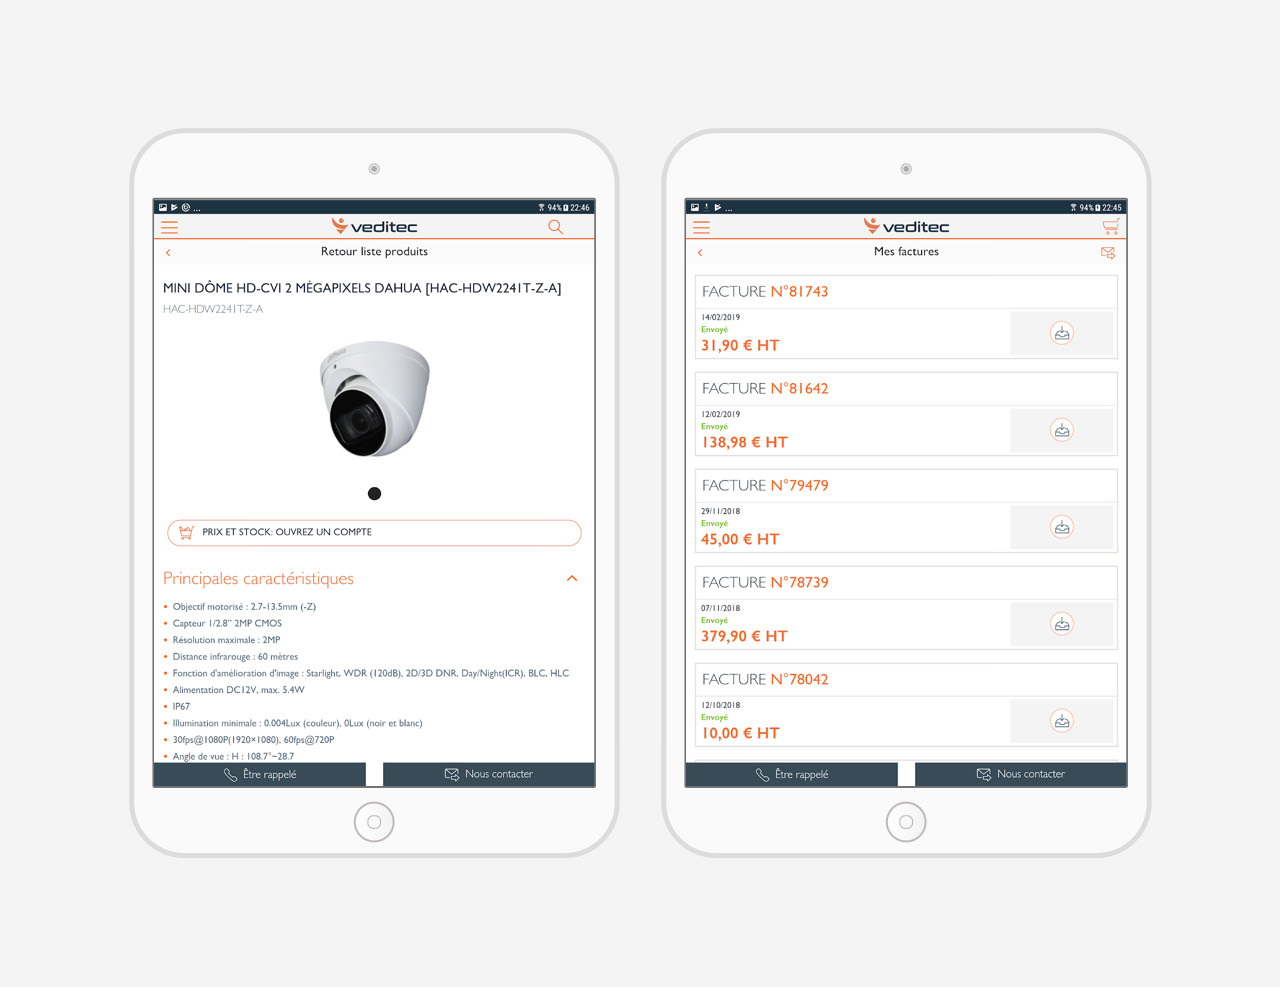 ... 94% 22:46
veditec
Retour liste produits
MINI DÔME HD-CVI 2 MÉGAPIXELS DAHUA [HAC-HDW2241T-Z-A]
HAC-HDW2241T-Z-A
PRIX ET STOCK: OUVREZ UN COMPTE
Principales caractéristiques
• Objectif motorisé : 2.7-13.5mm (-Z)
• Capteur 1/2.8" 2MP CMOS
• Résolution maximale : 2MP
• Distance infrarouge : 60 mètres
• Fonction d'amélioration d'image : Starlight, WDR (120dB), 2D/3D DNR, Day/Night(ICR), BLC, HLC
• Alimentation DC12V, max. 5.4W
• IP67
• Illumination minimale : 0.004Lux (couleur), 0Lux (noir et blanc)
• 30fps@1080P(1920×1080), 60fps@720P
• Angle de vue : H : 108.7°~28.7
Être rappelé
Nous contacter
... 94% 22:45
veditec
Mes factures
FACTURE N°81743
14/02/2019
Envoyé
31,90 € HT
FACTURE N°81642
12/02/2019
Envoyé
138,98 € HT
FACTURE N°79479
29/11/2018
Envoyé
45,00 € HT
FACTURE N°78739
07/11/2018
Envoyé
379,90 € HT
FACTURE N°78042
12/10/2018
Envoyé
10,00 € HT
Être rappelé
Nous contacter